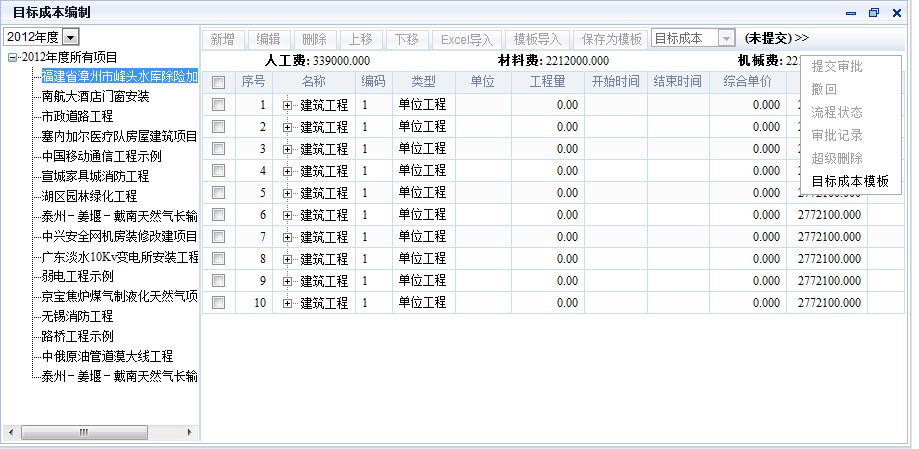 目标成本编制
2012年度
2012年度所有项目
福建省漳州市峰头水库除险加
南航大酒店门窗安装
市政道路工程
塞内加尔医疗队房屋建筑项目
中国移动通信工程示例
宣城家具城消防工程
湖区园林绿化工程
泰州－姜堰－戴南天然气长输
中兴安全网机房装修改建项目
广东淡水10Kv变电所安装工程
弱电工程示例
京宝焦炉煤气制液化天然气项
无锡消防工程
路桥工程示例
中俄原油管道漠大线工程
泰州－姜堰－戴南天然气长输
新增 编辑 删除 上移 下移 Excel导入 模板导入 保存为模板 目标成本 (未提交) >>
人工费: 339000.000 材料费: 2212000.000 机械费: 221
序号 名称 编码 类型 单位 工程量 开始时间 结束时间 综合单价
1 建筑工程 1 单位工程 0.00 0.000
2 建筑工程 1 单位工程 0.00 0.000
3 建筑工程 1 单位工程 0.00 0.000
4 建筑工程 1 单位工程 0.00 0.000
5 建筑工程 1 单位工程 0.00 0.000 2772100.000
6 建筑工程 1 单位工程 0.00 0.000 2772100.000
7 建筑工程 1 单位工程 0.00 0.000 2772100.000
8 建筑工程 1 单位工程 0.00 0.000 2772100.000
9 建筑工程 1 单位工程 0.00 0.000 2772100.000
10 建筑工程 1 单位工程 0.00 0.000 2772100.000
提交审批
撤回
流程状态
审批记录
超级删除
目标成本模板